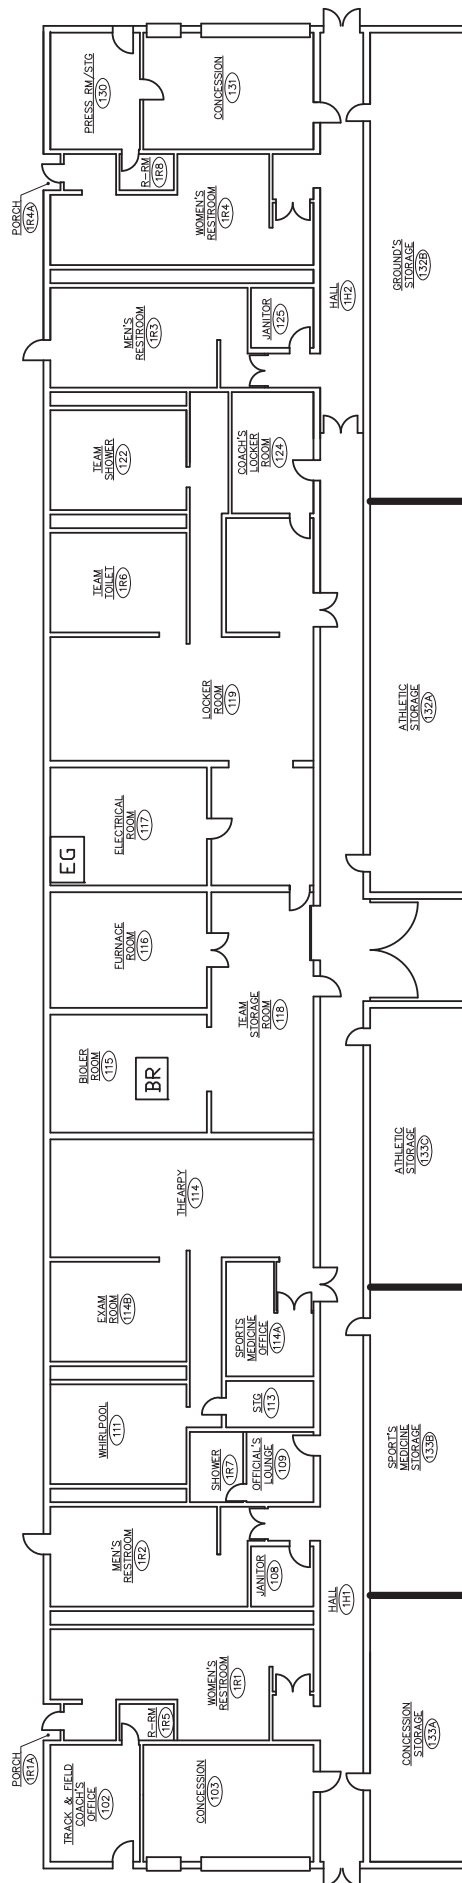 PRESS RM/STG
130
CONCESSION
131
PORCH
1R4A
R-RM
1R8
WOMEN'S
RESTROOM
1R4
GROUND'S
STORAGE
132B
HALL
1H2
MEN'S
RESTROOM
1R3
JANITOR
125
TEAM
SHOWER
122
COACH'S
LOCKER
ROOM
124
TEAM
TOILET
1R6
LOCKER
ROOM
119
ATHLETIC
STORAGE
132A
ELECTRICAL
ROOM
117
EG
FURNACE
ROOM
116
TEAM
STORAGE
ROOM
118
BIOLER
ROOM
115
BR
THEARPY
114
ATHLETIC
STORAGE
133C
EXAM
ROOM
114B
SPORTS
MEDICINE
OFFICE
114A
WHIRLPOOL
111
STG
113
SHOWER
1R7
OFFICIAL'S
LOUNGE
109
SPORT'S
MEDICINE
STORAGE
133B
MEN'S
RESTROOM
1R2
JANITOR
108
HALL
1H1
WOMEN'S
RESTROOM
1R1
R-RM
1R5
PORCH
1R1A
TRACK & FIELD
COACH'S
OFFICE
102
CONCESSION
103
CONCESSION
STORAGE
133A